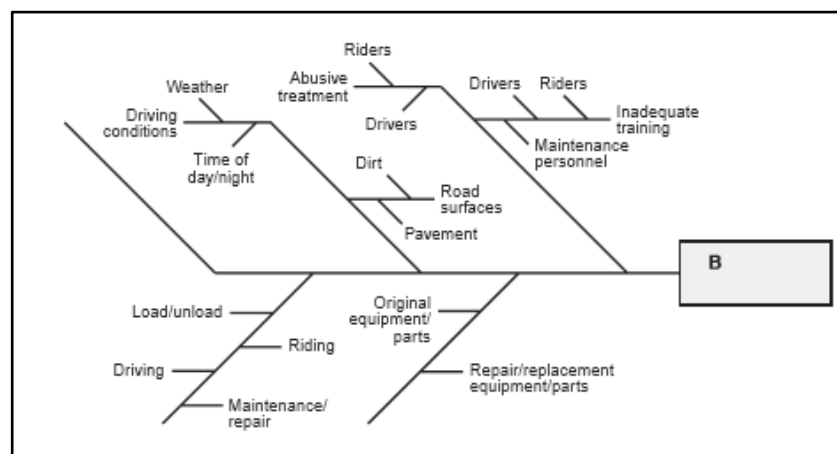 Riders
Abusive
treatment
Drivers
Weather
Driving
conditions
Time of
day/night
Drivers
Riders
Inadequate
training
Maintenance
personnel
Dirt
Road
surfaces
Pavement
B
Load/unload
Riding
Driving
Maintenance/
repair
Original
equipment/
parts
Repair/replacement
equipment/parts